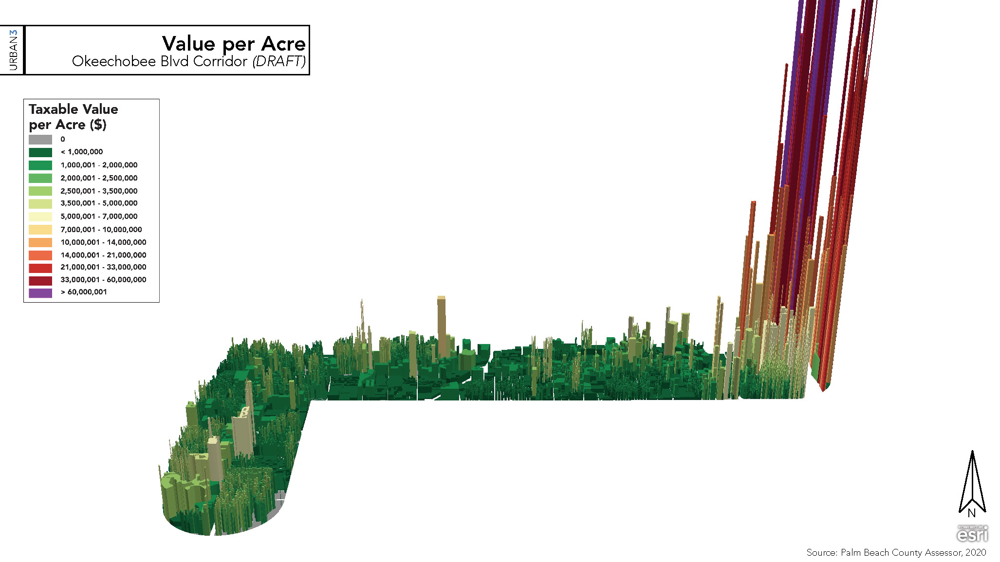 URBAN3
Value per Acre
Okeechobee Blvd Corridor (DRAFT)
Taxable Value
per Acre ($)
0
< 1,000,000
1,000,001 - 2,000,000
2,000,001 - 2,500,000
2,500,001 - 3,500,000
3,500,001 - 5,000,000
5,000,001 - 7,000,000
7,000,001 - 10,000,000
10,000,001 - 14,000,000
14,000,001 - 21,000,000
21,000,001 - 33,000,000
33,000,001 - 60,000,000
> 60,000,001
N
POWERED BY
esri
Source: Palm Beach County Assessor, 2020